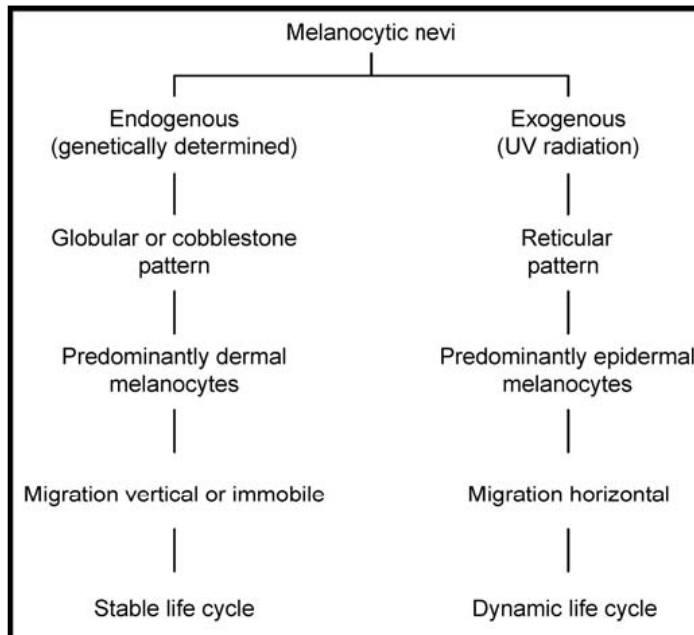 Melanocytic nevi
Endogenous
(genetically determined)
Exogenous
(UV radiation)
Globular or cobblestone
pattern
Reticular
pattern
Predominantly dermal
melanocytes
Predominantly epidermal
melanocytes
Migration vertical or immobile
Migration horizontal
Stable life cycle
Dynamic life cycle